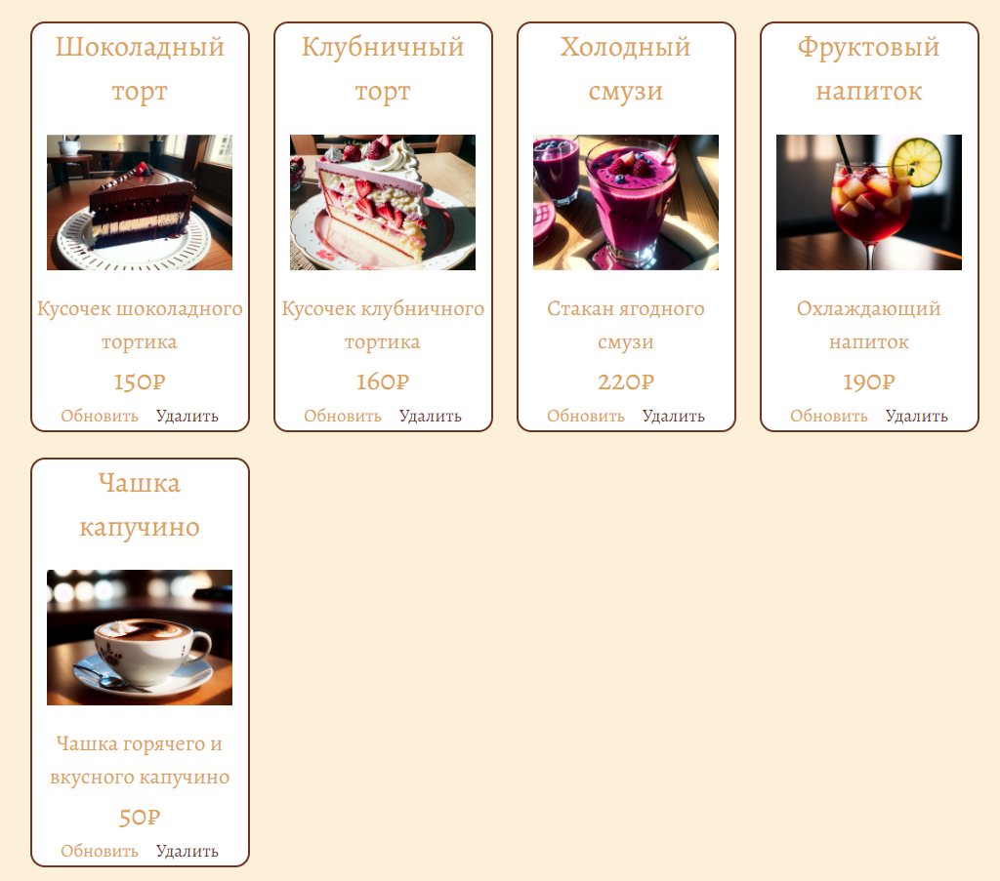 Шоколадный
торт
Кусочек шоколадного
тортика
150₽
Обновить Удалить
Клубничный
торт
Кусочек клубничного
тортика
160₽
Обновить Удалить
Холодный
смузи
Стакан ягодного
смузи
220₽
Обновить Удалить
Фруктовый
напиток
Охлаждающий
напиток
190₽
Обновить Удалить
Чашка
капучино
Чашка горячего и
вкусного капучино
50₽
Обновить Удалить